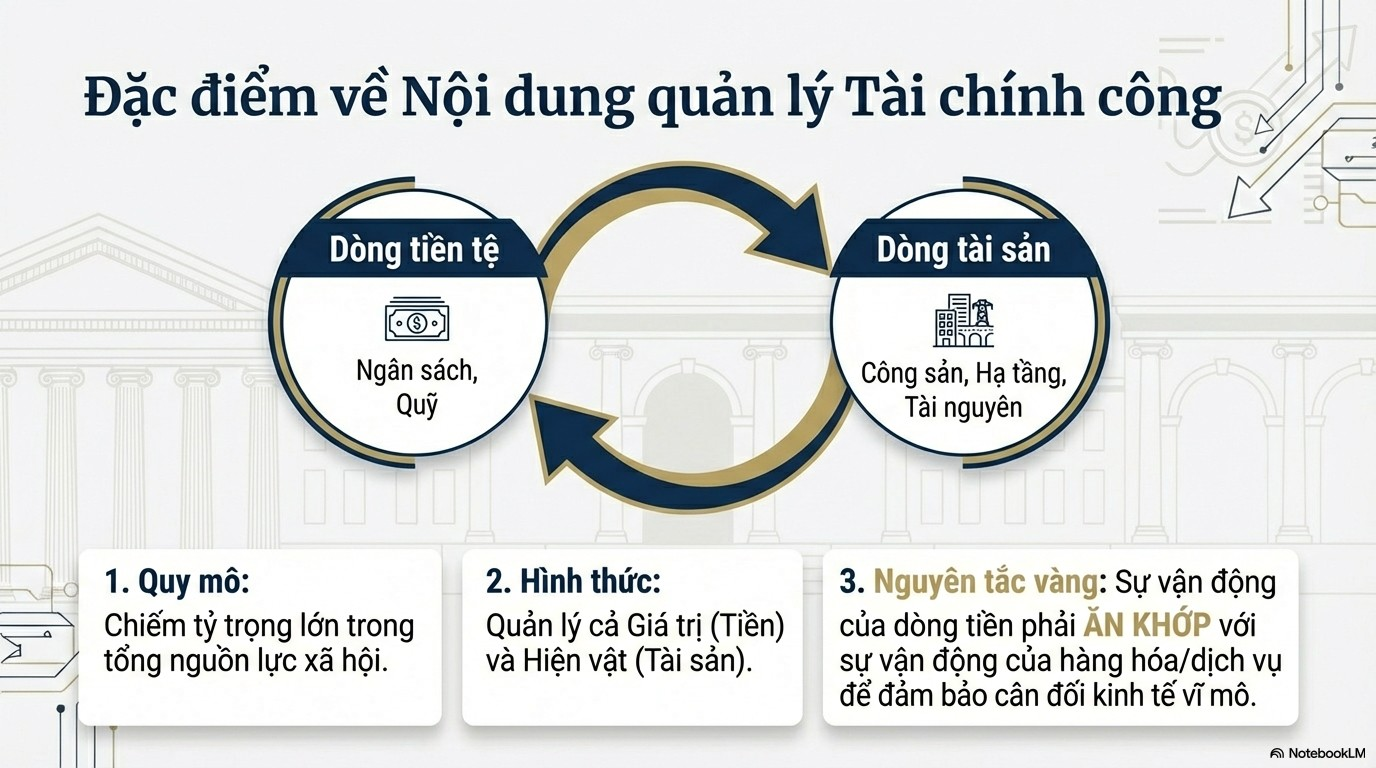 Đặc điểm về Nội dung quản lý Tài chính công
Dòng tiền tệ
Ngân sách,
Quỹ
Dòng tài sản
Công sản, Hạ tầng,
Tài nguyên
1. Quy mô:
Chiếm tỷ trọng lớn trong
tổng nguồn lực xã hội.
2. Hình thức:
Quản lý cả Giá trị (Tiền)
và Hiện vật (Tài sản).
3. Nguyên tắc vàng: Sự vận động
của dòng tiền phải ĂN KHỚP với
sự vận động của hàng hóa/dịch vụ
để đảm bảo cân đối kinh tế vĩ mô.
NotebookLM